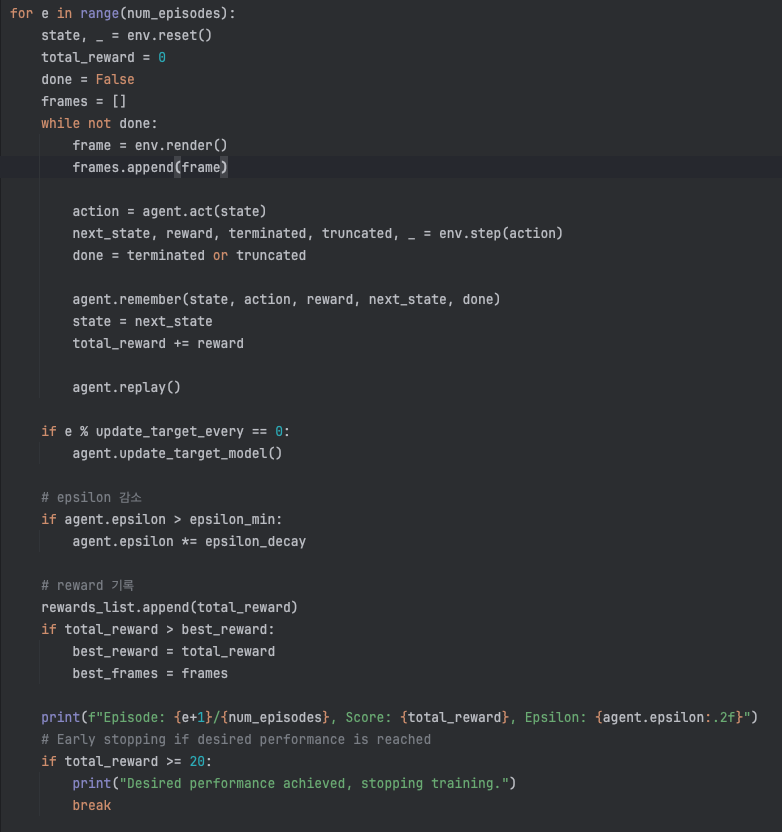 for e in range(num_episodes):
    state, _ = env.reset()
    total_reward = 0
    done = False
    frames = []
    while not done:
        frame = env.render()
        frames.append(frame)

        action = agent.act(state)
        next_state, reward, terminated, truncated, _ = env.step(action)
        done = terminated or truncated

        agent.remember(state, action, reward, next_state, done)
        state = next_state
        total_reward += reward

        agent.replay()

    if e % update_target_every == 0:
        agent.update_target_model()

    # epsilon 감소
    if agent.epsilon > epsilon_min:
        agent.epsilon *= epsilon_decay

    # reward 기록
    rewards_list.append(total_reward)
    if total_reward > best_reward:
        best_reward = total_reward
        best_frames = frames

    print(f"Episode: {e+1}/{num_episodes}, Score: {total_reward}, Epsilon: {agent.epsilon:.2f}")
    # Early stopping if desired performance is reached
    if total_reward >= 20:
        print("Desired performance achieved, stopping training.")
        break